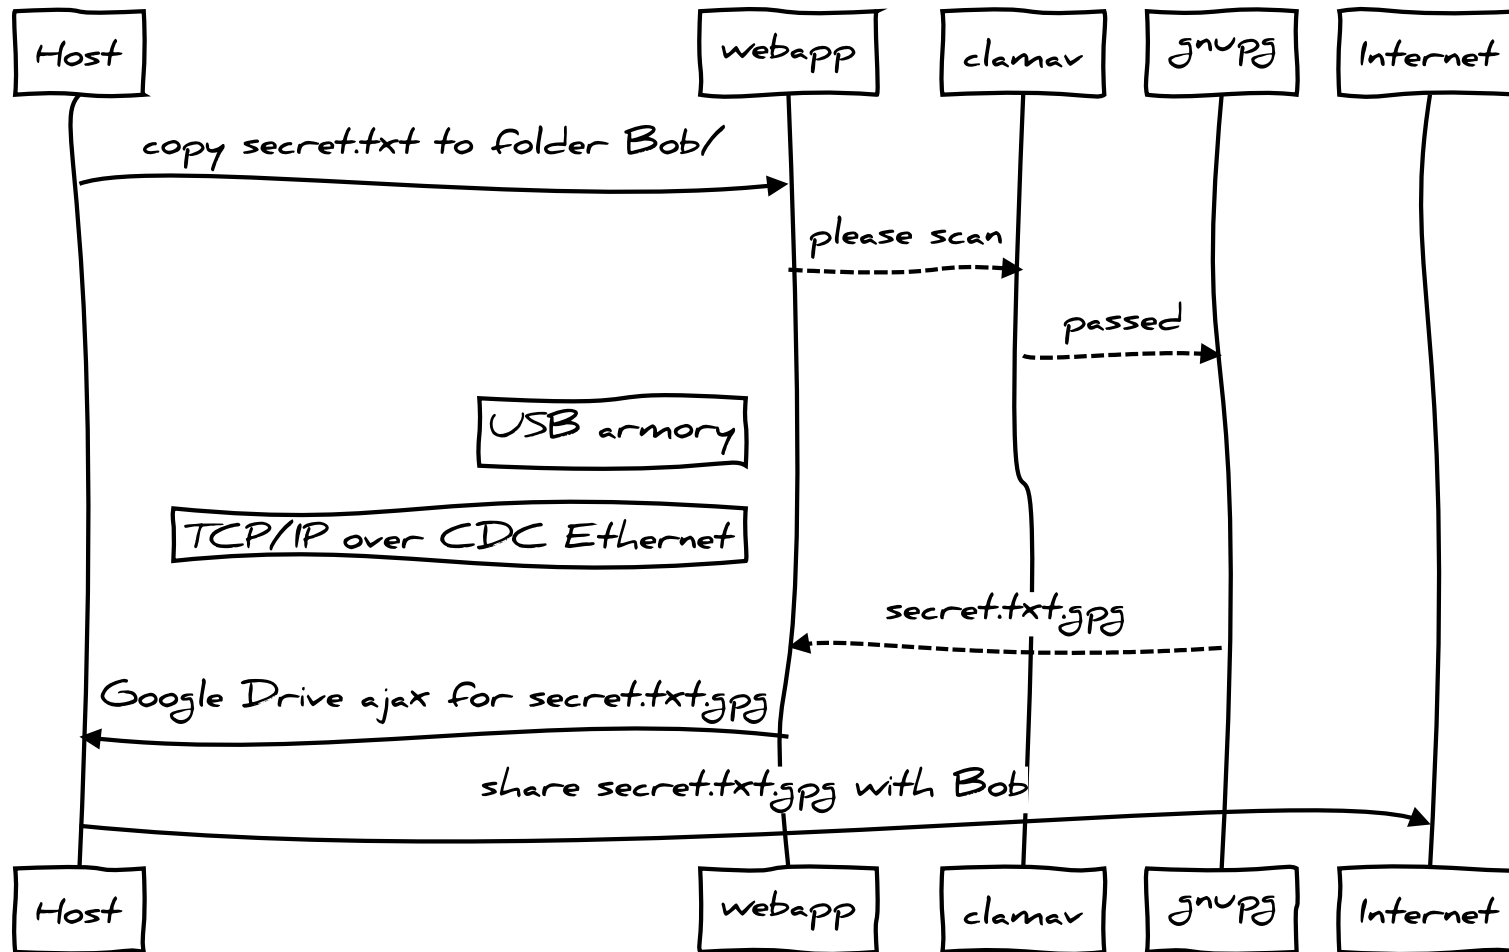 Host
webapp
clamav
gnupg
Internet
copy secret.txt to folder Bob/
please scan
passed
USB armory
TCP/IP over CDC Ethernet
secret.txt.gpg
Google Drive ajax for secret.txt.gpg
share secret.txt.gpg with Bob
Host
webapp
clamav
gnupg
Internet